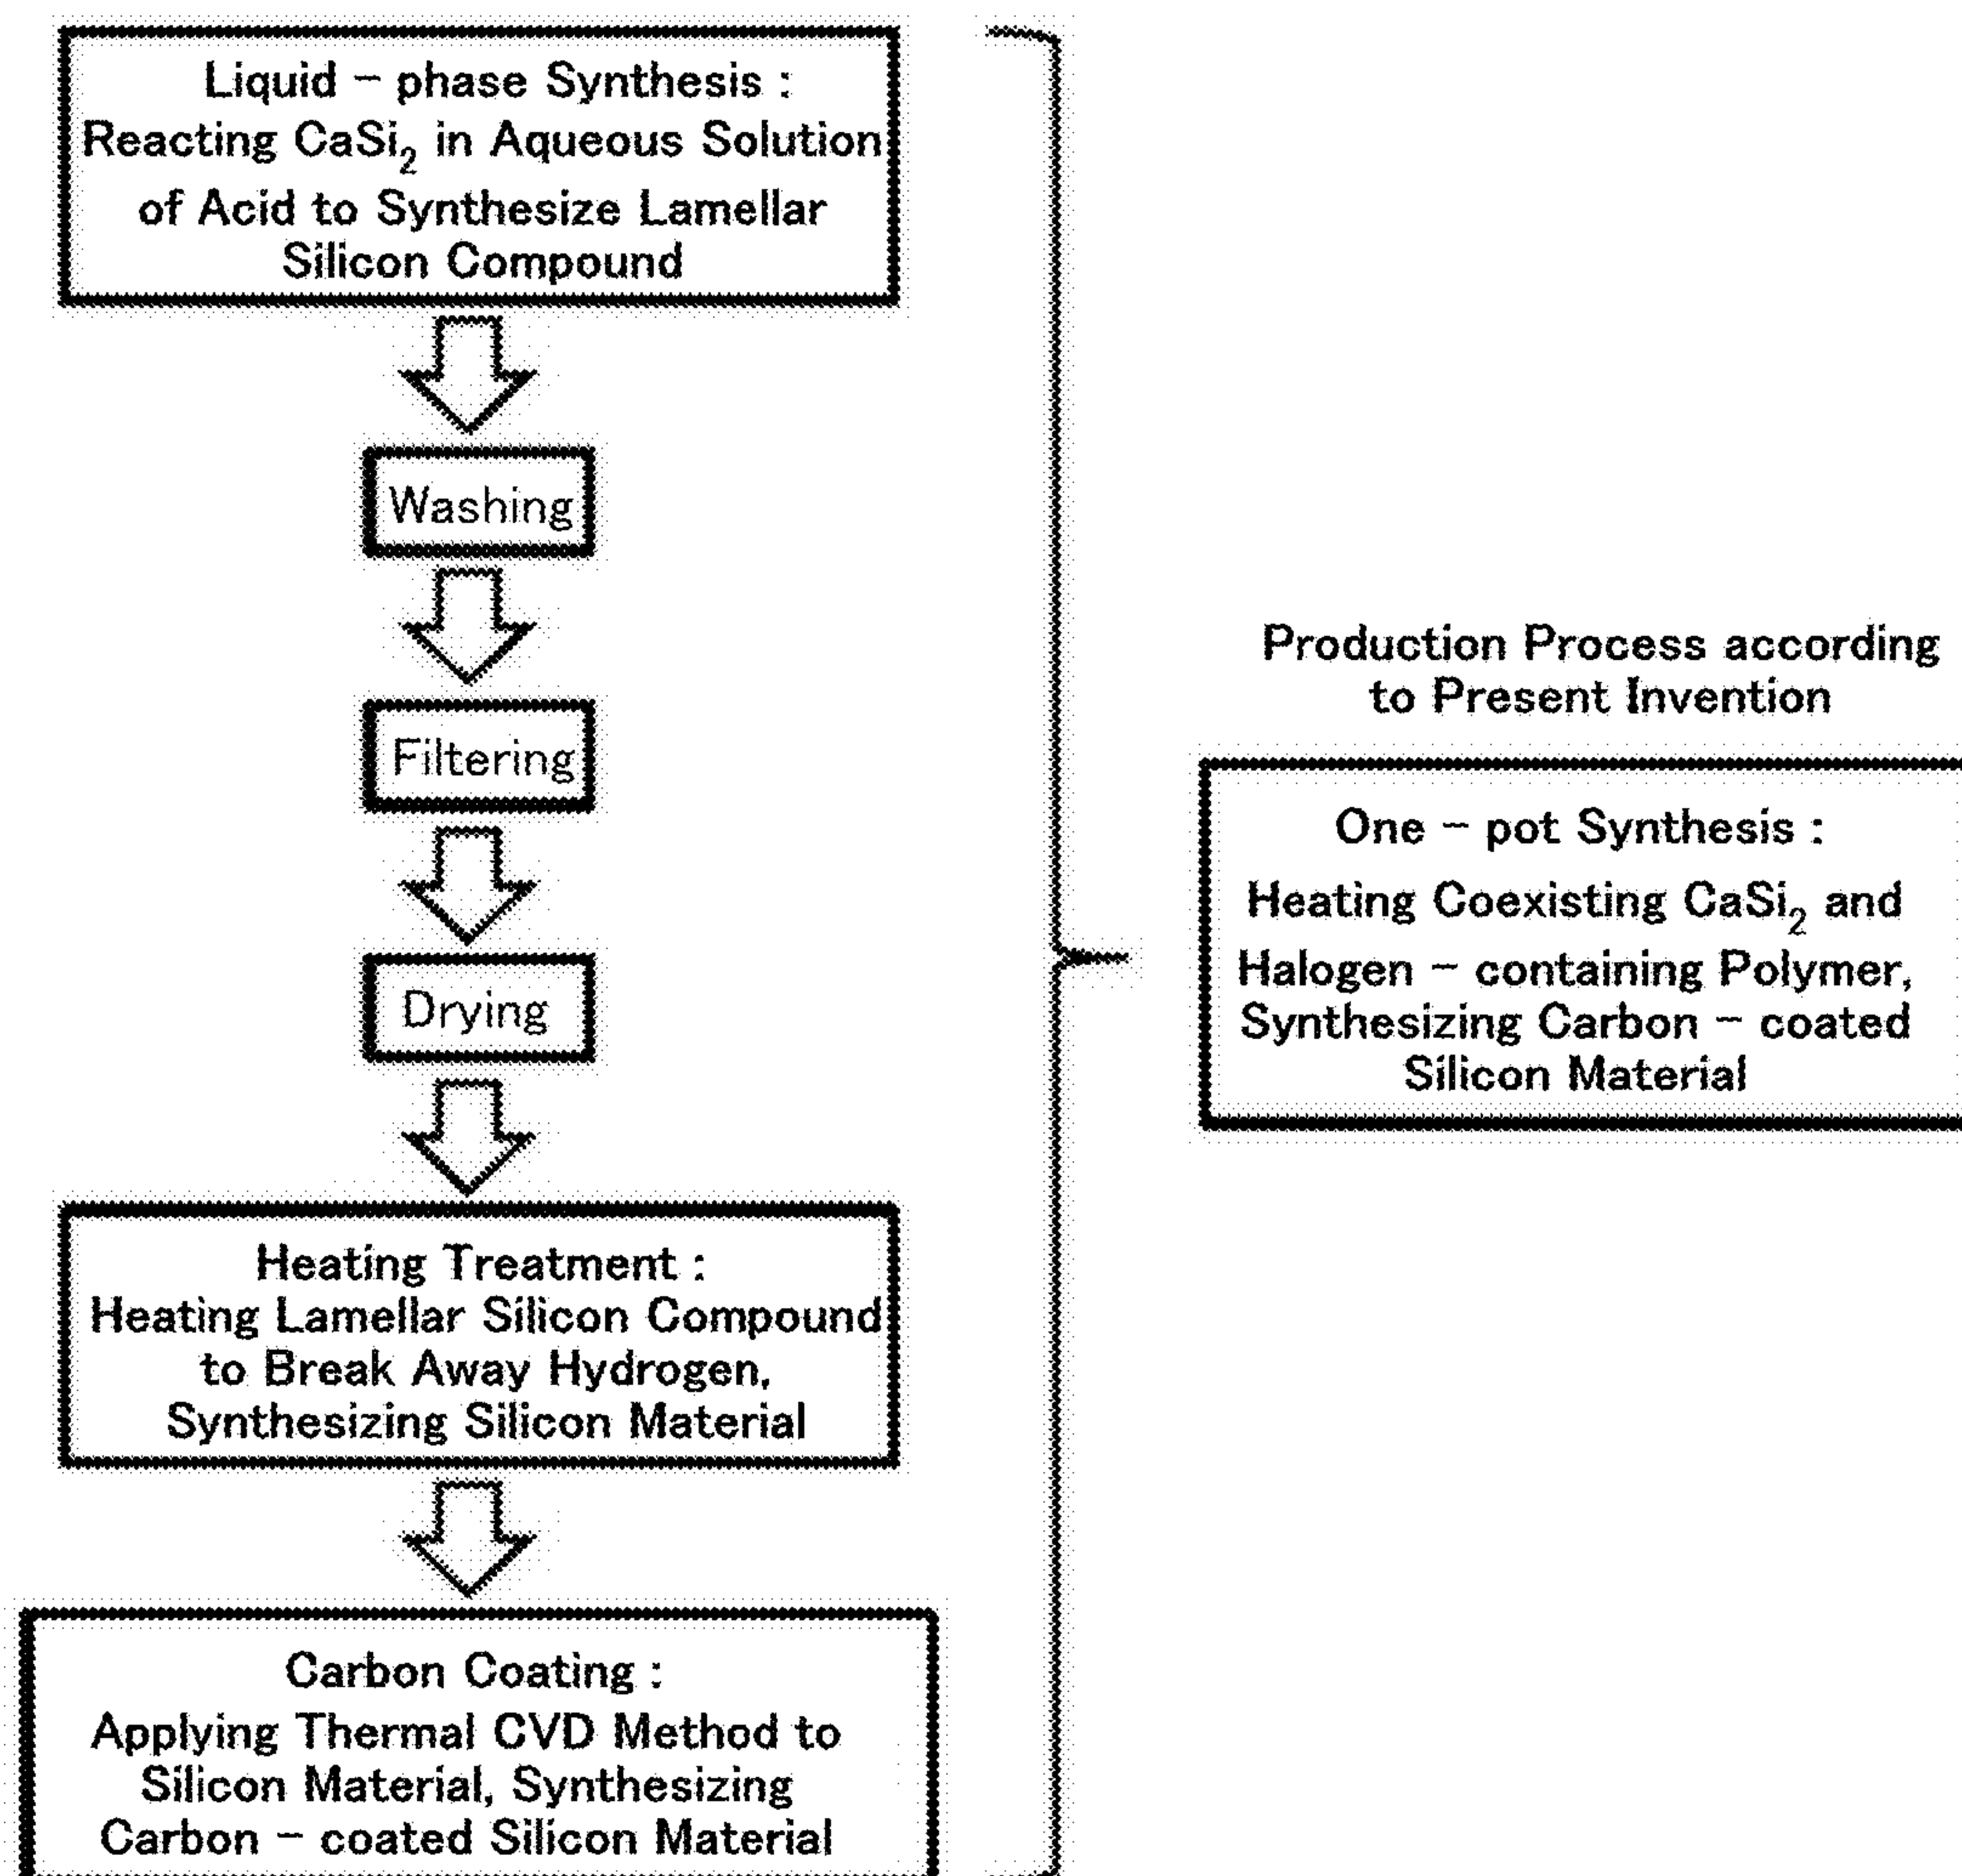 Liquid – phase Synthesis :
Reacting CaSi₂ in Aqueous Solution
of Acid to Synthesize Lamellar
Silicon Compound
Washing
Filtering
Drying
Heating Treatment :
Heating Lamellar Silicon Compound
to Break Away Hydrogen,
Synthesizing Silicon Material
Carbon Coating :
Applying Thermal CVD Method to
Silicon Material, Synthesizing
Carbon – coated Silicon Material
Production Process according
to Present Invention
One – pot Synthesis :
Heating Coexisting CaSi₂ and
Halogen – containing Polymer,
Synthesizing Carbon – coated
Silicon Material